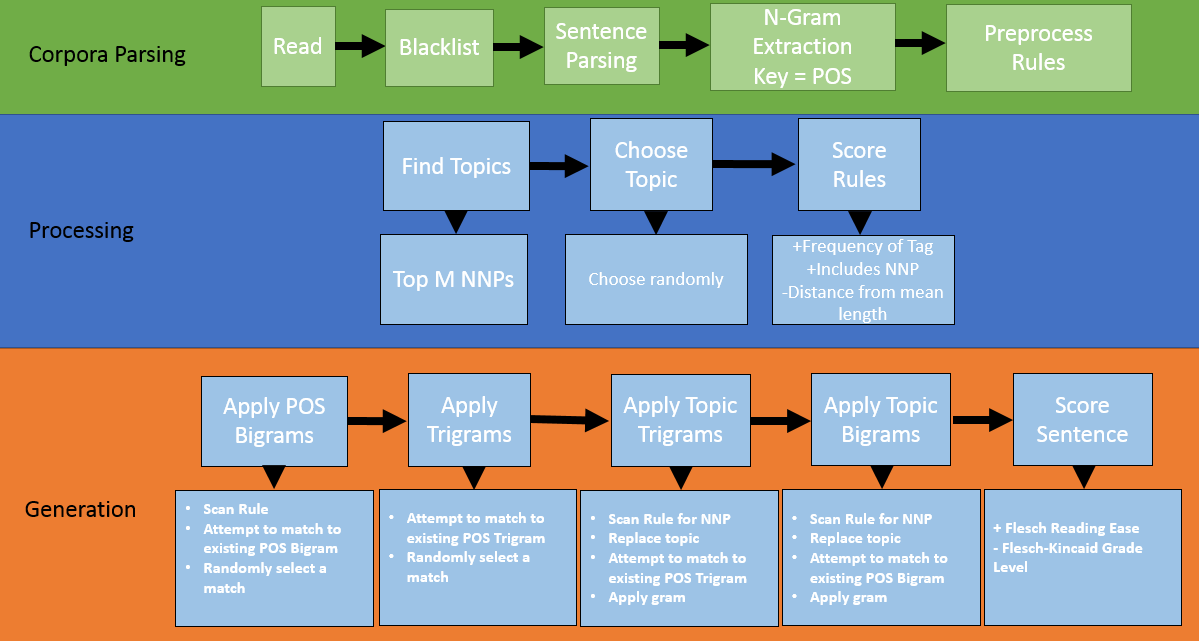 Corpora Parsing
Read
Blacklist
Sentence
Parsing
N-Gram
Extraction
Key = POS
Preprocess
Rules
Processing
Find Topics
Choose
Topic
Score
Rules
Top M NNPs
Choose randomly
+Frequency of Tag
+Includes NNP
-Distance from mean
length
Generation
Apply POS
Bigrams
Apply
Trigrams
Apply Topic
Trigrams
Apply Topic
Bigrams
Score
Sentence
• Scan Rule
• Attempt to match to
existing POS Bigram
• Randomly select a
match
• Attempt to match to
existing POS Trigram
• Randomly select a
match
• Scan Rule for NNP
• Replace topic
• Attempt to match to
existing POS Trigram
• Apply gram
• Scan Rule for NNP
• Replace topic
• Attempt to match to
existing POS Bigram
• Apply gram
+ Flesch Reading Ease
- Flesch-Kincaid Grade
Level